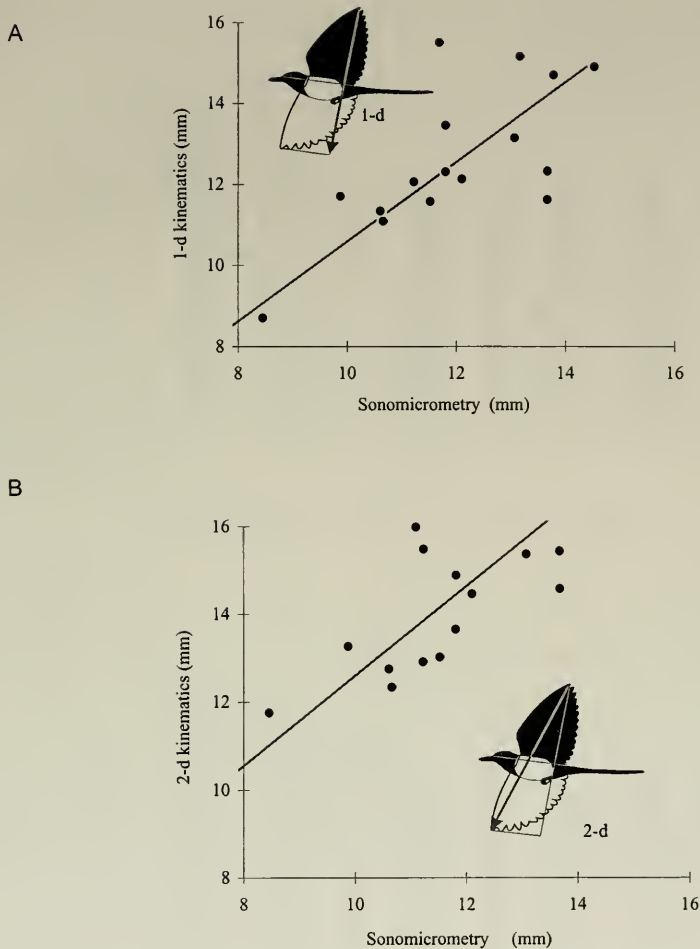 A
16
14
12
10
8
1-d kinematics (mm)
1-d
8 10 12 14 16
Sonomicrometry (mm)
B
16
14
12
10
8
2-d kinematics (mm)
2-d
8 10 12 14 16
Sonomicrometry (mm)